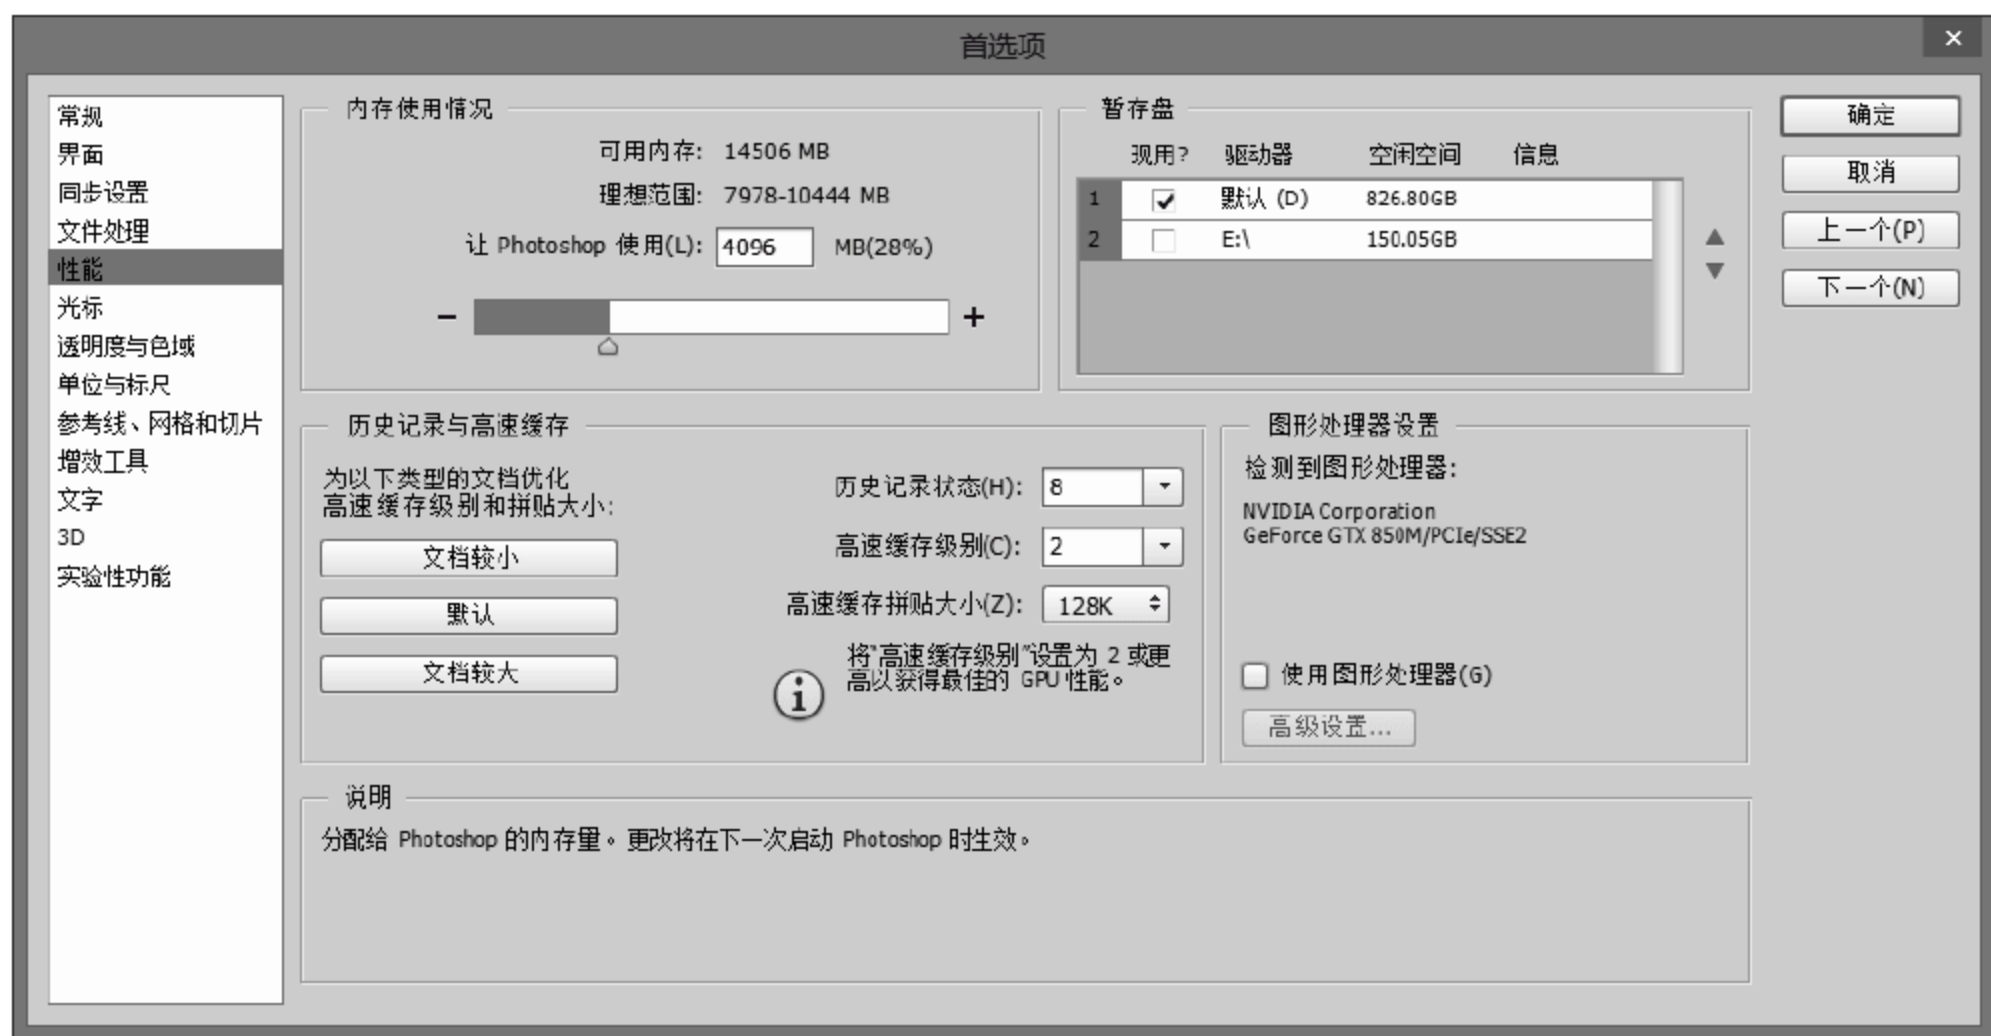 首选项
常规
界面
同步设置
文件处理
性能
光标
透明度与色域
单位与标尺
参考线、网格和切片
增效工具
文字
3D
实验性功能
内存使用情况
可用内存: 14506 MB
理想范围: 7978-10444 MB
让 Photoshop 使用(L): 4096 MB(28%)
- +
暂存盘
现用? 驱动器 空闲空间 信息
1 默认 (D) 826.80GB
2 E:\ 150.05GB
确定
取消
上一个(P)
下一个(N)
历史记录与高速缓存
为以下类型的文档优化
高速缓存级别和拼贴大小:
文档较小
默认
文档较大
历史记录状态(H): 8
高速缓存级别(C): 2
高速缓存拼贴大小(Z): 128K
将“高速缓存级别”设置为 2 或更
高以获得最佳的 GPU 性能。
图形处理器设置
检测到图形处理器:
NVIDIA Corporation
GeForce GTX 850M/PCIe/SSE2
使用图形处理器(G)
高级设置...
说明
分配给 Photoshop 的内存量。更改将在下一次启动 Photoshop 时生效。